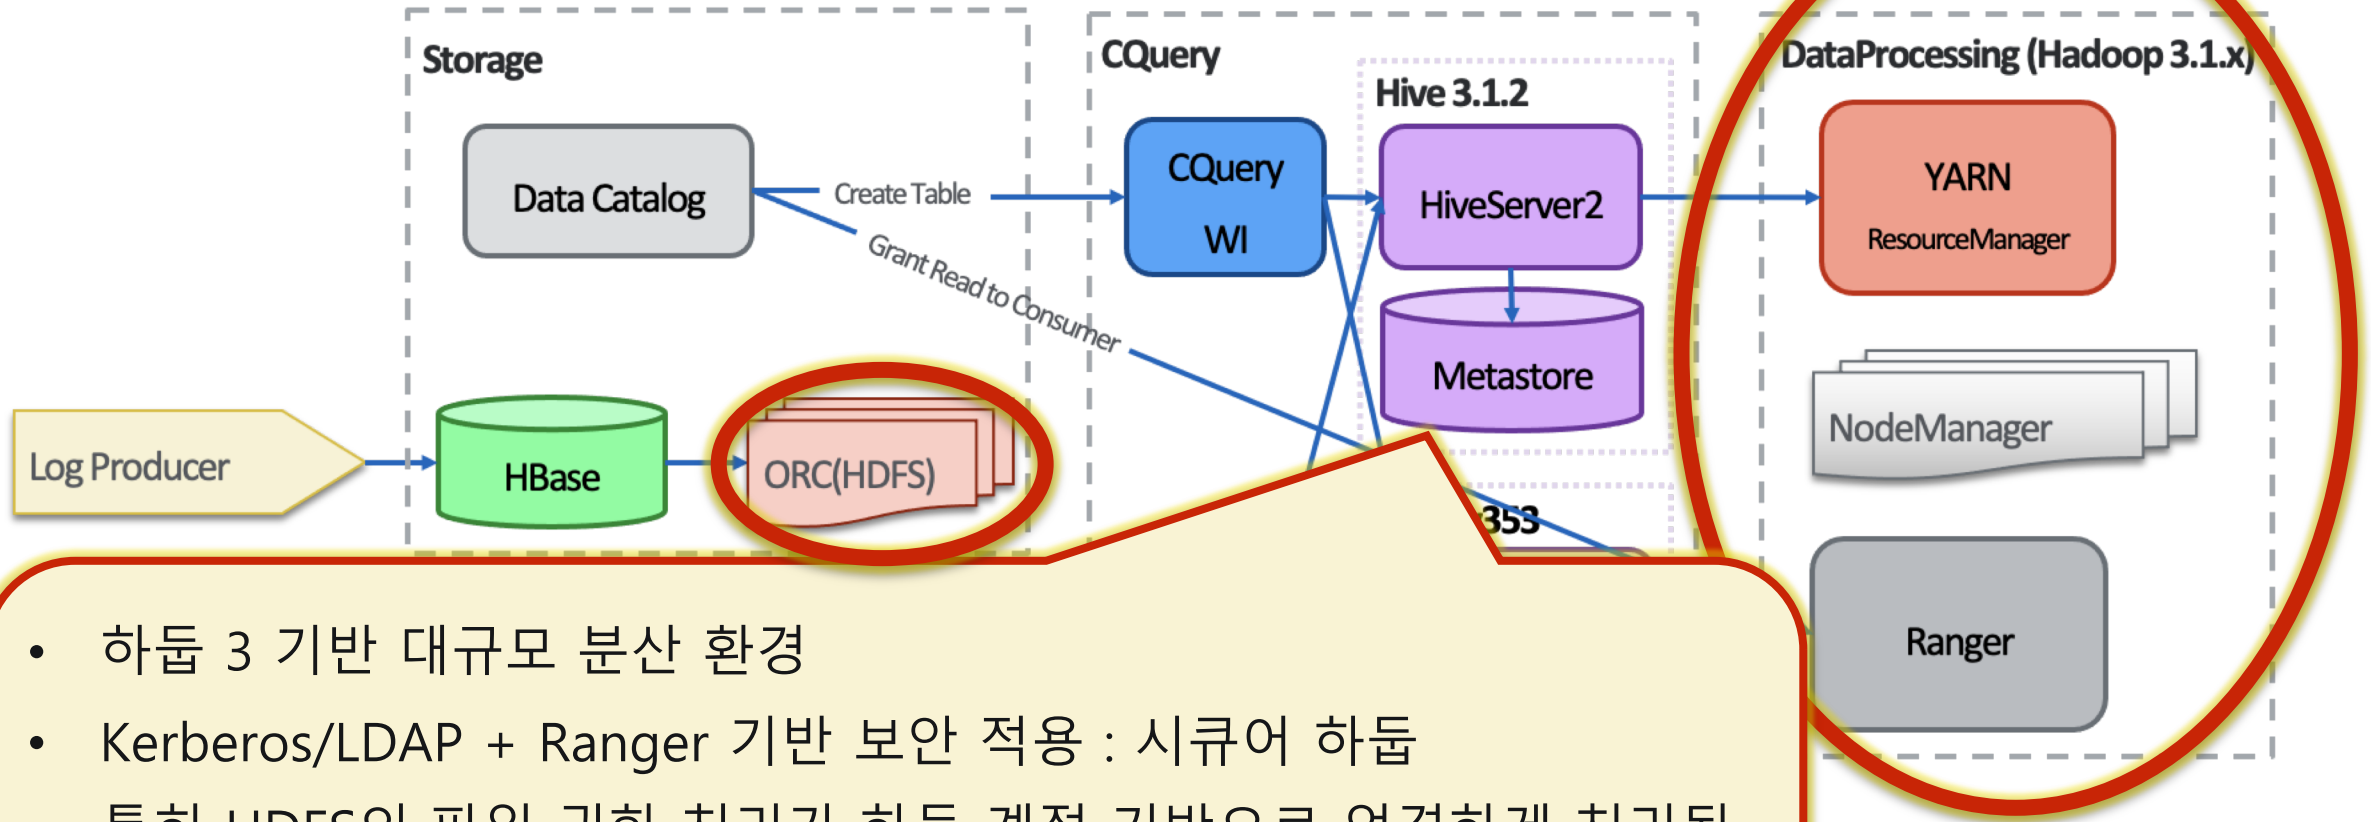 Storage
CQuery
DataProcessing (Hadoop 3.1.x)
Hive 3.1.2
Data Catalog
Create Table
Grant Read to Consumer
CQuery
WI
HiveServer2
YARN
ResourceManager
Metastore
NodeManager
Log Producer
HBase
ORC(HDFS)
353
Ranger
• 하둡 3 기반 대규모 분산 환경
• Kerberos/LDAP + Ranger 기반 보안 적용 : 시큐어 하둡